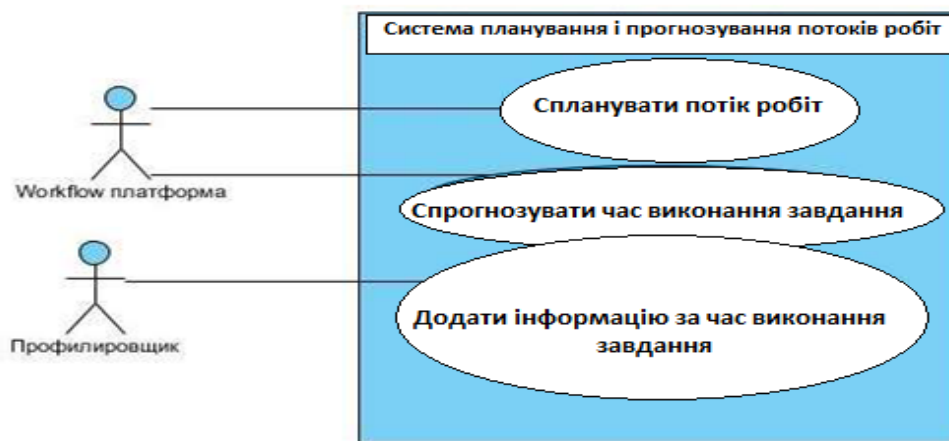 Система планування і прогнозування потоків робіт
Спланувати потік робіт
Workflow платформа
Спрогнозувати час виконання завдання
Додати інформацію за час виконання
завдання
Профилировщик